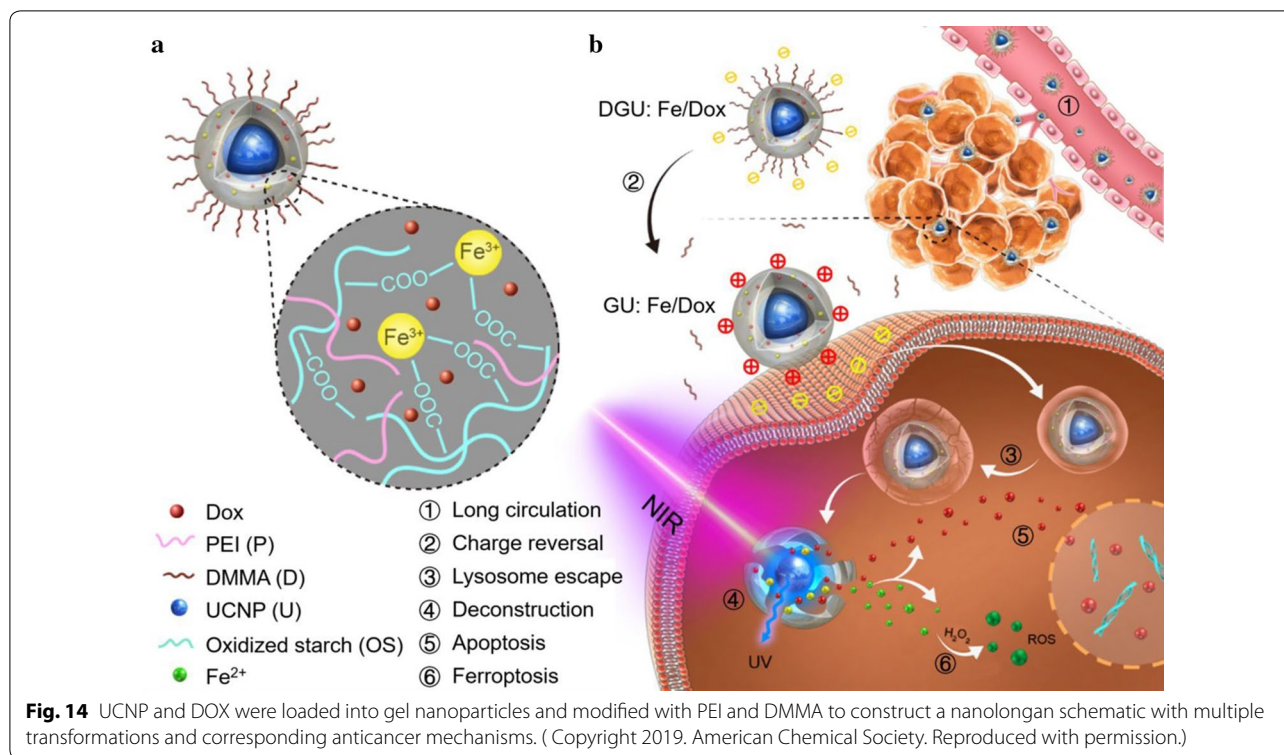 a
Fe³⁺
COO
OOC
Fe³⁺
OOC
COO
OOC
Dox
PEI (P)
DMMA (D)
UCNP (U)
Oxidized starch (OS)
Fe²⁺
① Long circulation
② Charge reversal
③ Lysosome escape
④ Deconstruction
⑤ Apoptosis
⑥ Ferroptosis
b
DGU: Fe/Dox
①
②
GU: Fe/Dox
NIR
③
⑤
④
UV
H₂O₂
ROS
⑥
Fig. 14 UCNP and DOX were loaded into gel nanoparticles and modified with PEI and DMMA to construct a nanolongan schematic with multiple
transformations and corresponding anticancer mechanisms. ( Copyright 2019. American Chemical Society. Reproduced with permission.)